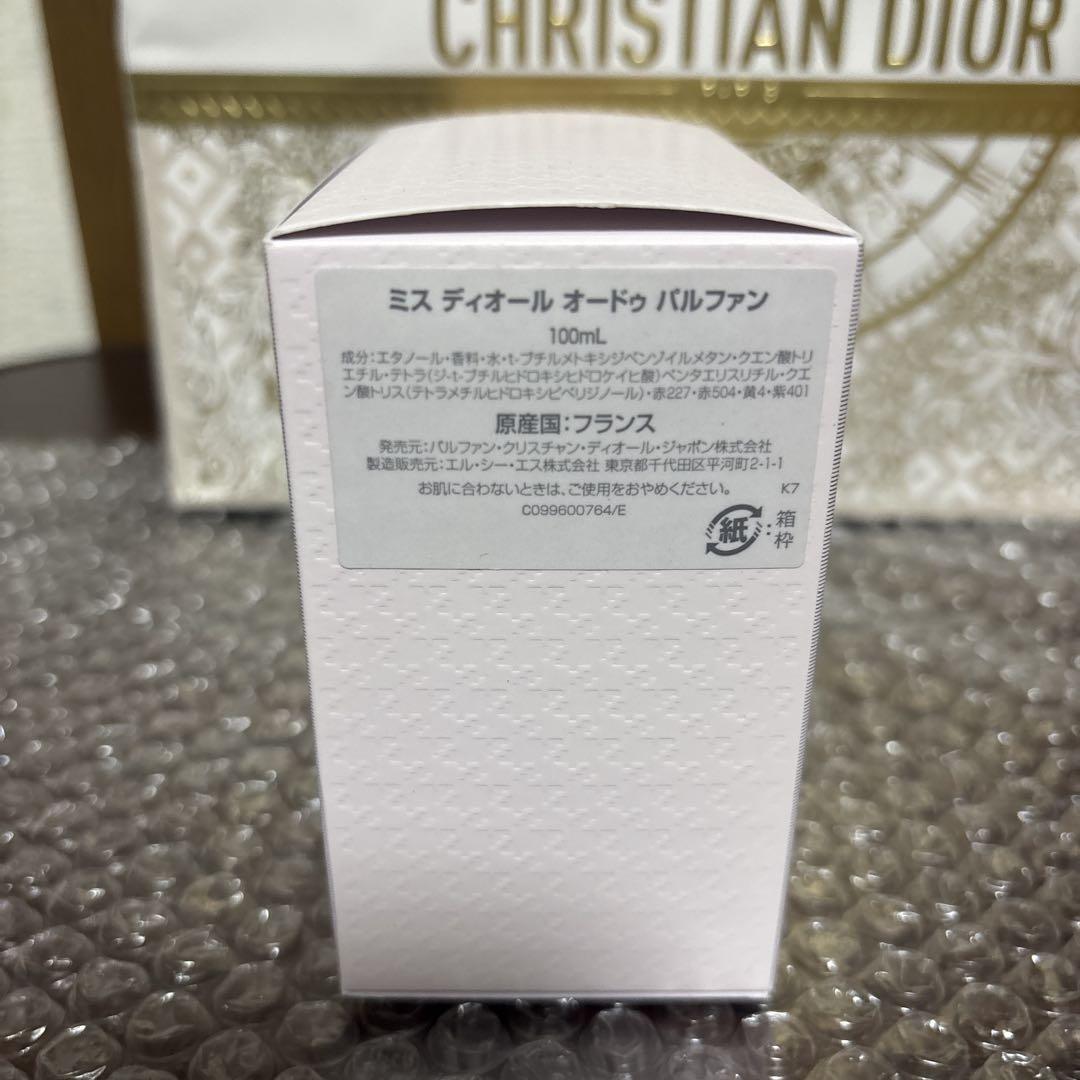 CHRISTIAN DIOR
ミス ディオール オードゥ パルファン
100mL
成分:エタノール・香料・水・t-ブチルメトキシジベンゾイルメタン・クエン酸トリ
エチル・テトラ(ジ-t-ブチルヒドロキシヒドロケイヒ酸)ペンタエリスリチル・クエ
ン酸トリス(テトラメチルヒドロキシピペリジノール)・赤227・赤504・黄4・紫401
原産国:フランス
発売元:パルファン・クリスチャン・ディオール・ジャポン株式会社
製造販売元:エル・シー・エス株式会社 東京都千代田区平河町2-1-1
お肌に合わないときは、ご使用をおやめください。 K7
C099600764/E
紙:箱
枠